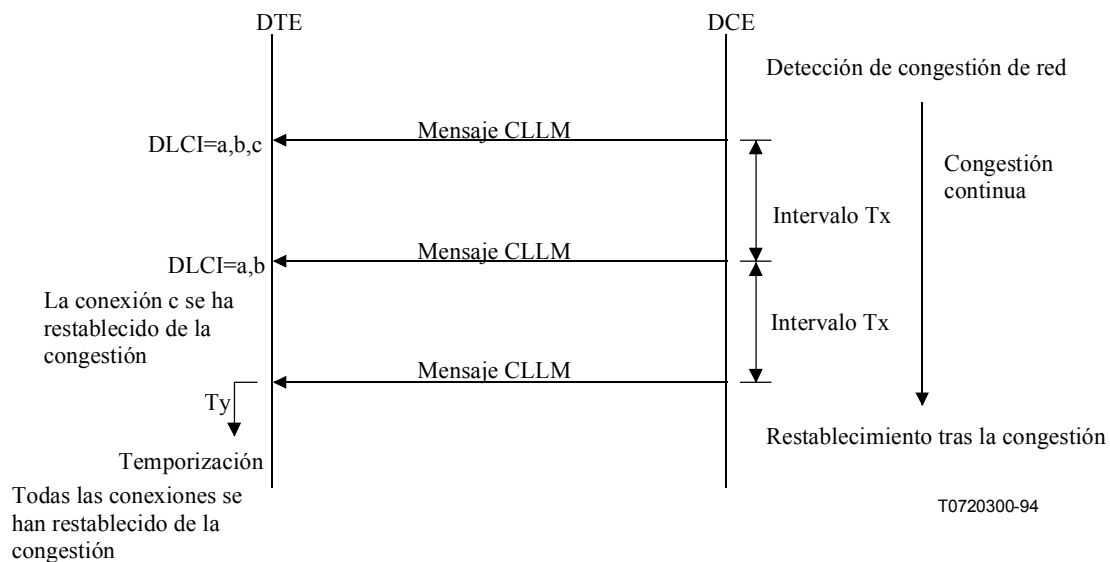 DTE
DCE
Detección de congestión de red
Mensaje CLLM
DLCI=a,b,c
Congestión
continua
Intervalo Tx
Mensaje CLLM
DLCI=a,b
La conexión c se ha
restablecido de la
congestión
Intervalo Tx
Mensaje CLLM
Ty
Restablecimiento tras la congestión
Temporización
Todas las conexiones se
han restablecido de la
congestión
T0720300-94